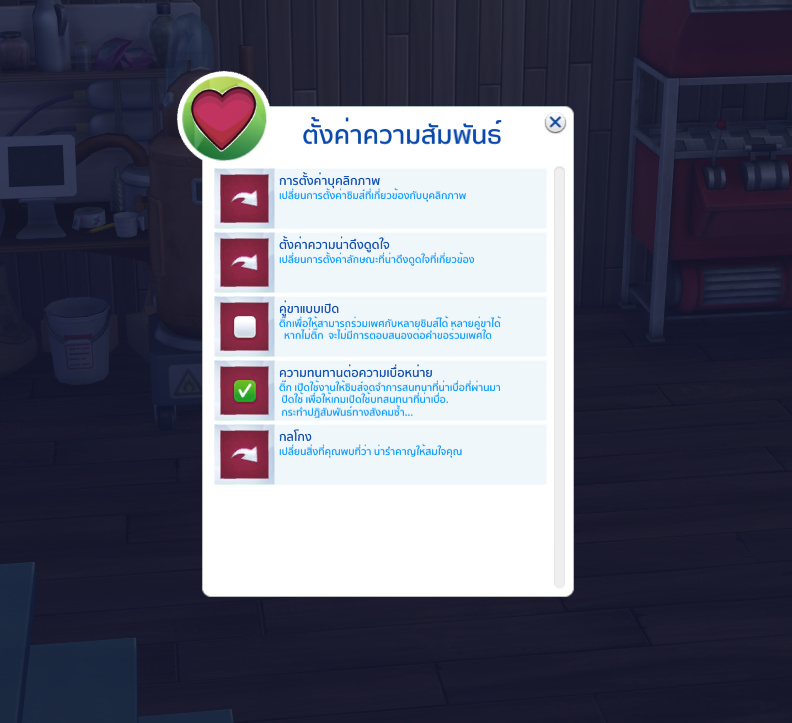 ตั้งค่าความสัมพันธ์
การตั้งค่าบุคลิกภาพ
เปลี่ยนการตั้งค่าซิมส์ที่เกี่ยวข้องกับบุคลิกภาพ
ตั้งค่าความน่าดึงดูดใจ
เปลี่ยนการตั้งค่าลักษณะที่น่าดึงดูดใจที่เกี่ยวข้อง
คู่ขาแบบเปิด
ติ๊กเพื่อให้สามารถร่วมเพศกับหลายซิมส์ได้ หลายคู่ขาได้
หากไม่ติ๊ก จะไม่มีการตอบสนองต่อคำขอร่วมเพศใด
ความทนทานต่อความเบื่อหน่าย
ติ๊ก เปิดใช้งานให้ซิมส์จดจำการสนทนาที่น่าเบื่อที่ผ่านมา
ปิดใช้ เพื่อให้เกมเปิดใช้บทสนทนาที่น่าเบื่อ.
กระทำปฏิสัมพันธ์ทางสังคมซ้ำ...
กลโกง
เปลี่ยนสิ่งที่คุณพบที่ว่า น่ารำคาญให้สมใจคุณ